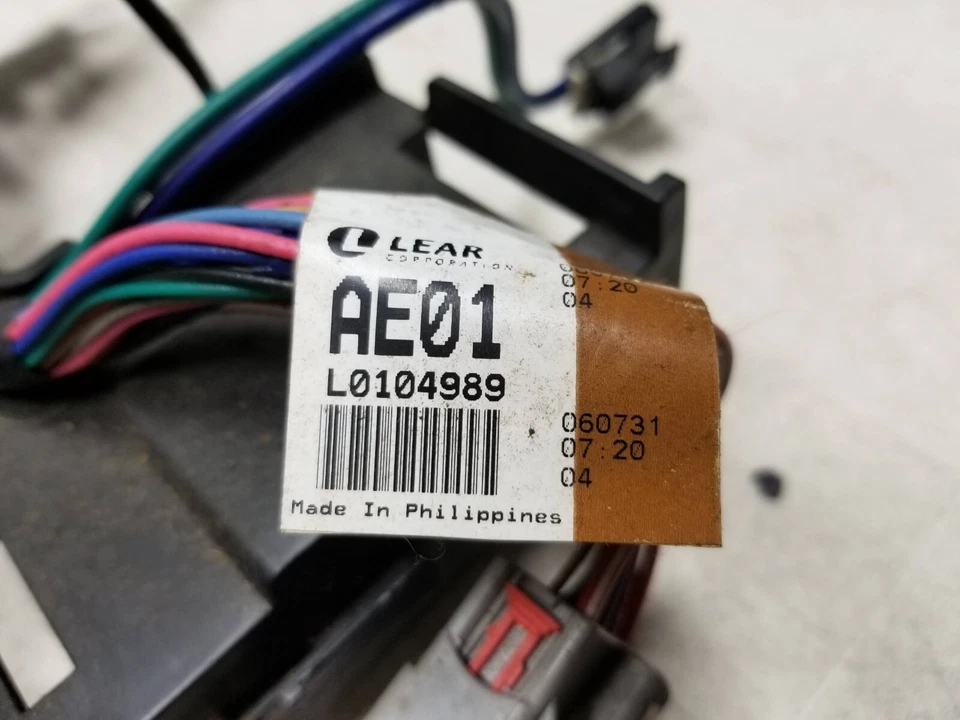 LEAR
CORPORATION
07:20
04
AE01
L0104989
060731
07:20
04
Made In Philippines